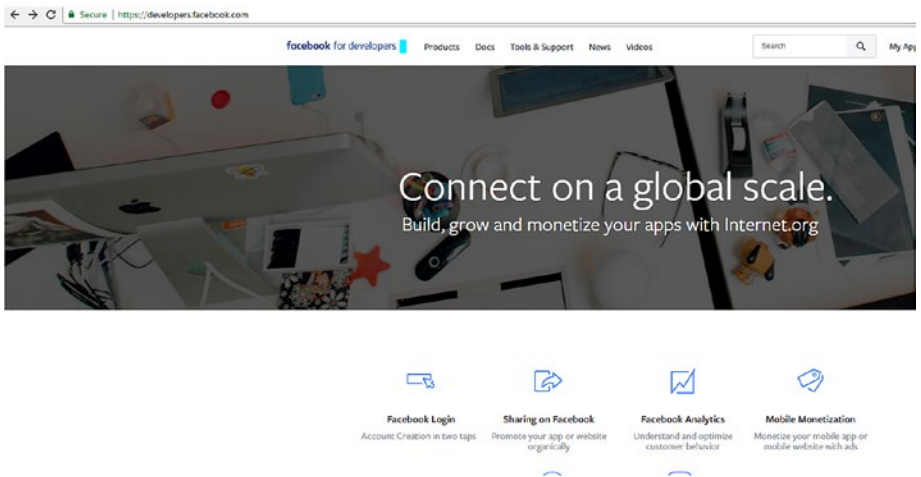 Secure | https://developers.facebook.com
facebook for developers Products Docs Tools & Support News Videos Search My App
Connect on a global scale.
Build, grow and monetize your apps with Internet.org
Facebook Login Sharing on Facebook Facebook Analytics Mobile Monetization
Account Creation in two taps Promote your app or website Understand and optimize Monetize your mobile app or
organically customer behavior mobile website with ads